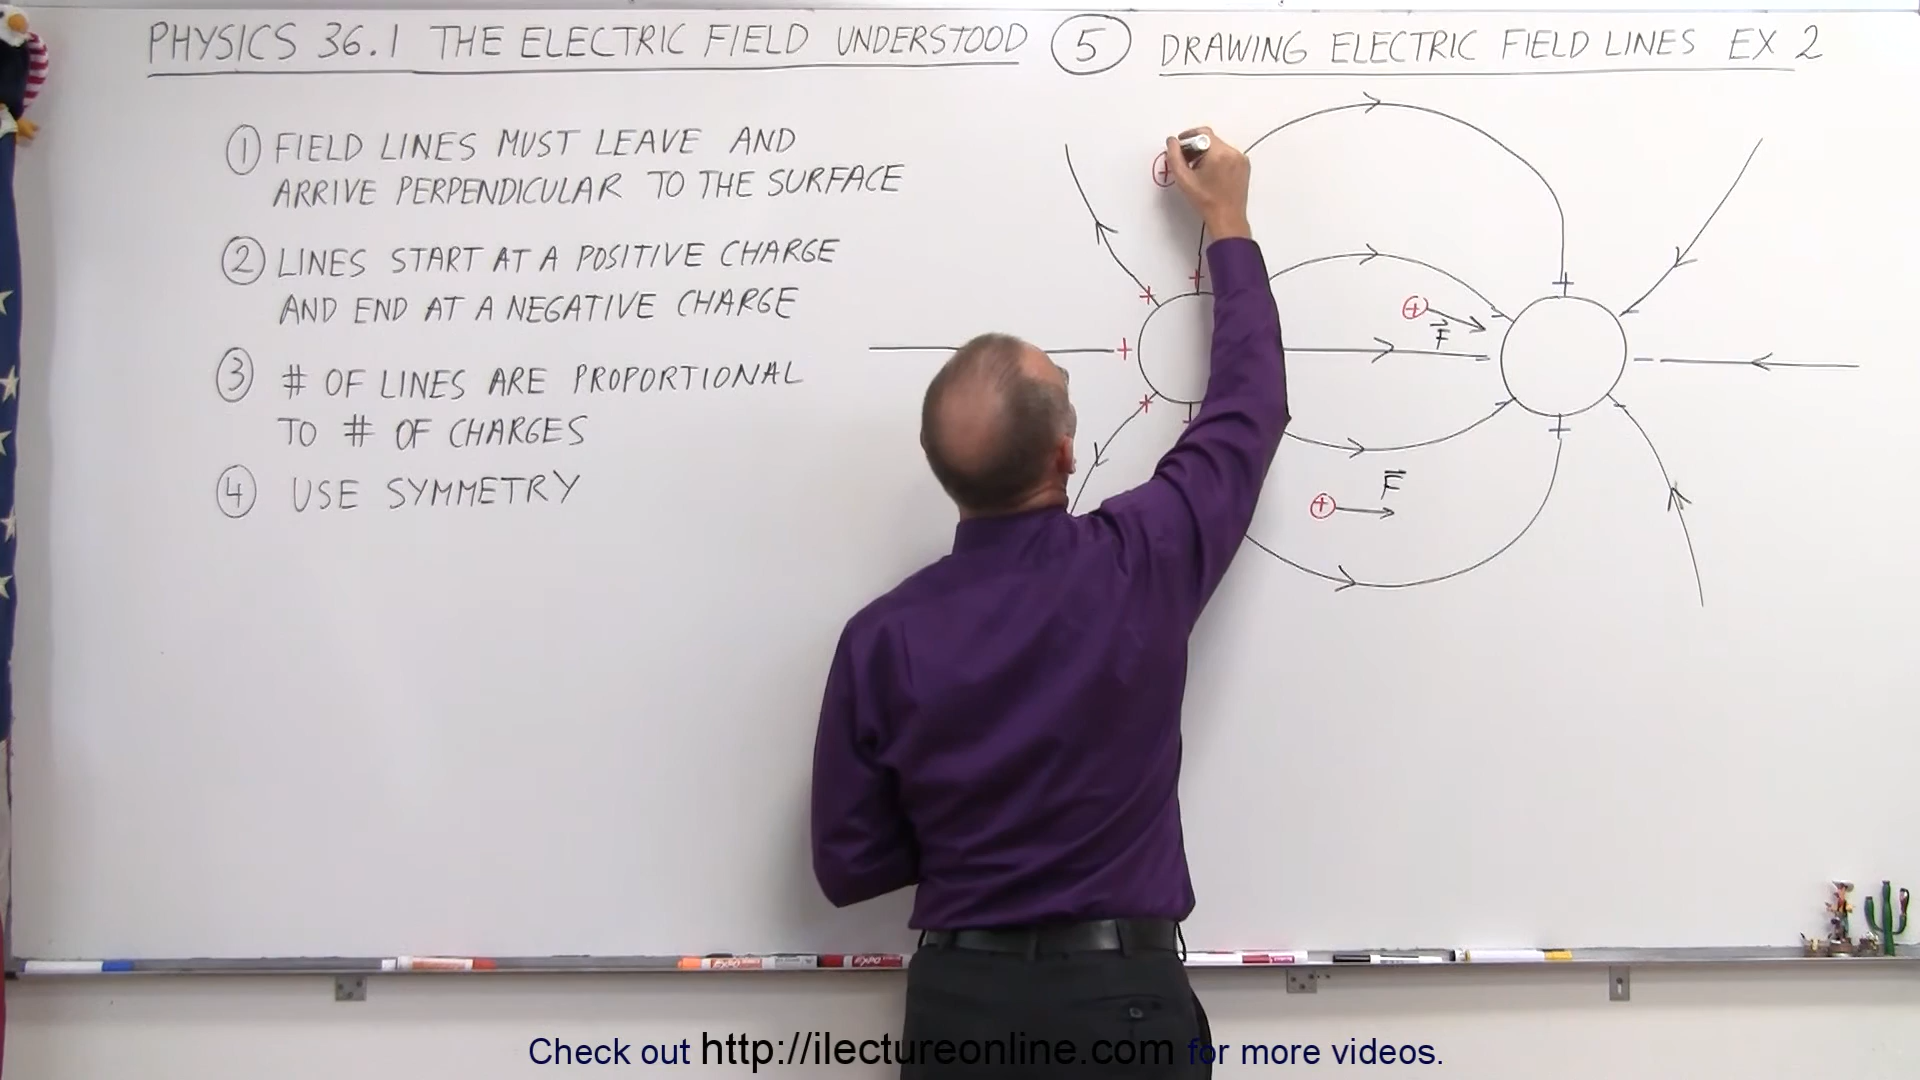 PHYSICS 36.1 THE ELECTRIC FIELD UNDERSTOOD 5 DRAWING ELECTRIC FIELD LINES EX 2
1 FIELD LINES MUST LEAVE AND
ARRIVE PERPENDICULAR TO THE SURFACE
2 LINES START AT A POSITIVE CHARGE
AND END AT A NEGATIVE CHARGE
3 # OF LINES ARE PROPORTIONAL
TO # OF CHARGES
4 USE SYMMETRY
+
+
+
+
+
+
F
+
F
Check out http://ilectureonline.com for more videos.